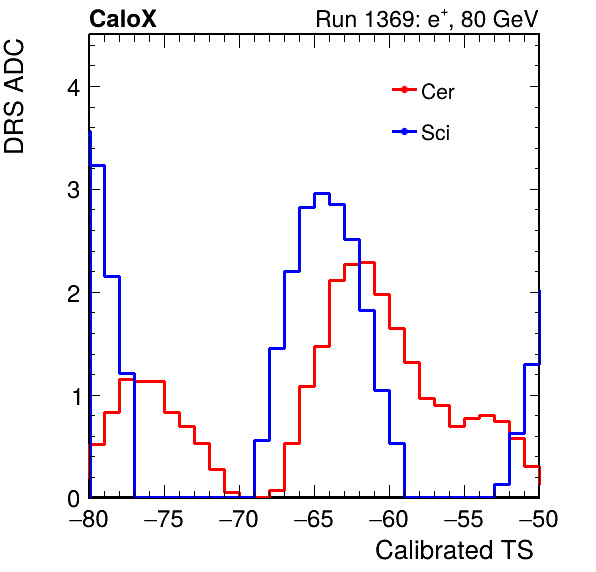 CaloX Run 1369: e⁺, 80 GeV
DRS ADC
Cer
Sci
4
3
2
1
0
−80 −75 −70 −65 −60 −55 −50
Calibrated TS